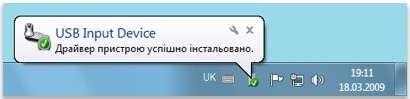 USB Input Device
Драйвер пристрою успішно інстальовано.
UK
19:11
18.03.2009